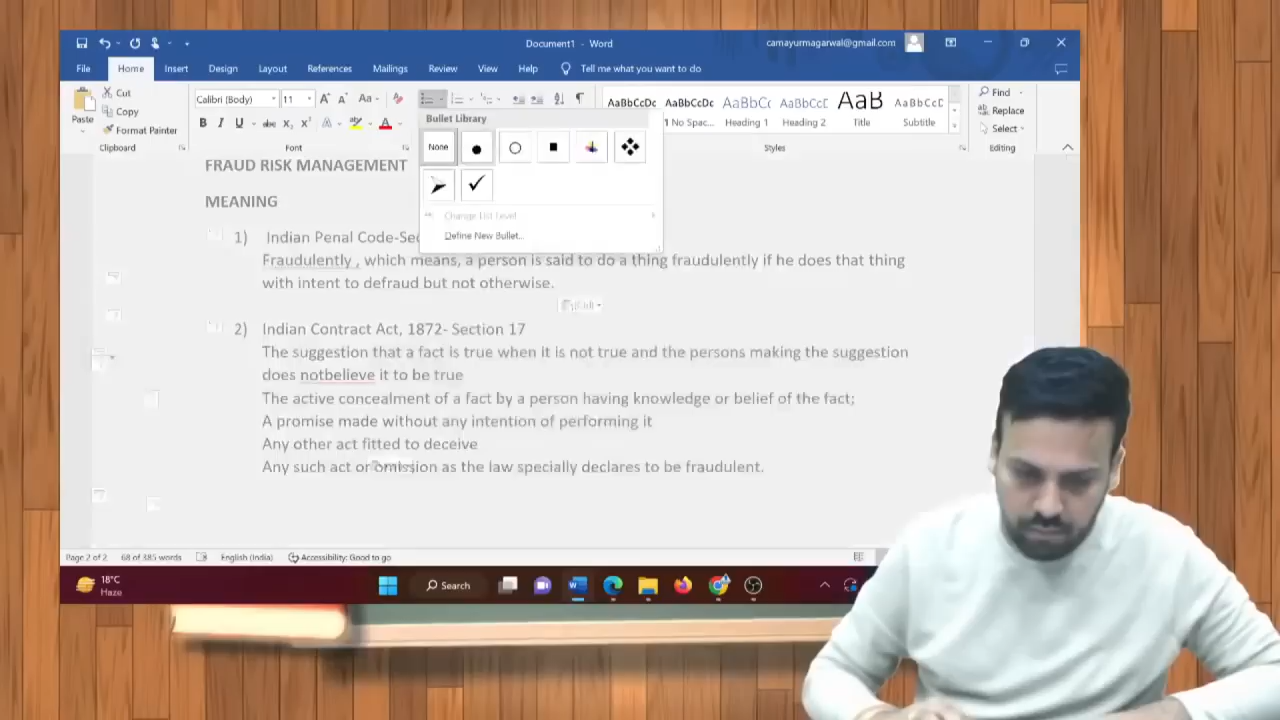 Document1 - Word
camayurmagarwal@gmail.com
File Home Insert Design Layout References Mailings Review View Help Tell me what you want to do
Paste
Cut
Copy
Format Painter
Clipboard
Calibri (Body) 11
Font
Bullet Library
None
Change List Level
Define New Bullet...
AaBbCcDc AaBbCcDc AaBbCc AaBbCcD AaB AaBbCcD
1 No Spac... Heading 1 Heading 2 Title Subtitle
Styles
Find
Replace
Select
Editing
FRAUD RISK MANAGEMENT
MEANING
1) Indian Penal Code-Sec
Fraudulently , which means, a person is said to do a thing fraudulently if he does that thing
with intent to defraud but not otherwise.
(Ctrl)
2) Indian Contract Act, 1872- Section 17
The suggestion that a fact is true when it is not true and the persons making the suggestion
does notbelieve it to be true
The active concealment of a fact by a person having knowledge or belief of the fact;
A promise made without any intention of performing it
Any other act fitted to deceive
Any such act or omission as the law specially declares to be fraudulent.
Page 2 of 2 68 of 385 words English (India) Accessibility: Good to go
18°C
Haze
Search